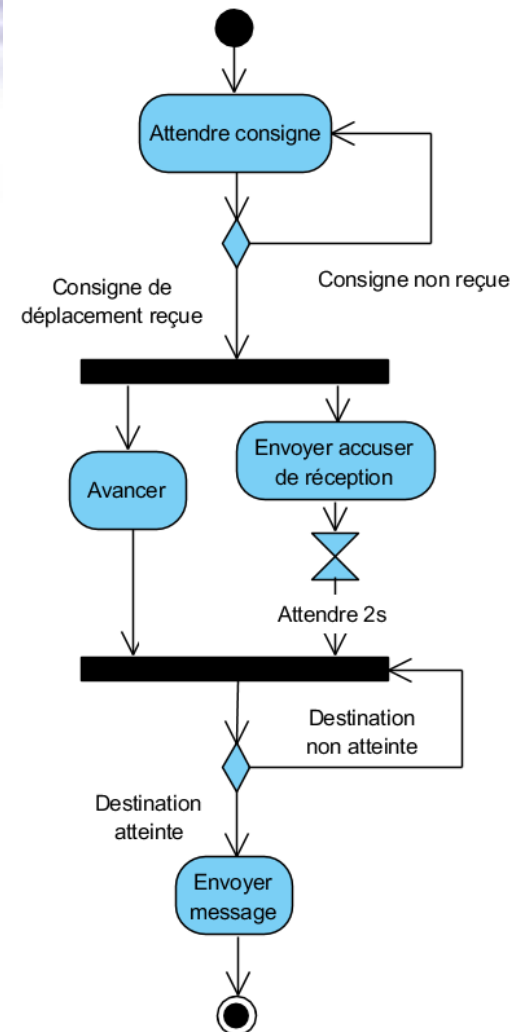 Attendre consigne
Consigne non reçue
Consigne de
déplacement reçue
Envoyer accuser
de réception
Avancer
Attendre 2s
Destination
non atteinte
Destination
atteinte
Envoyer
message